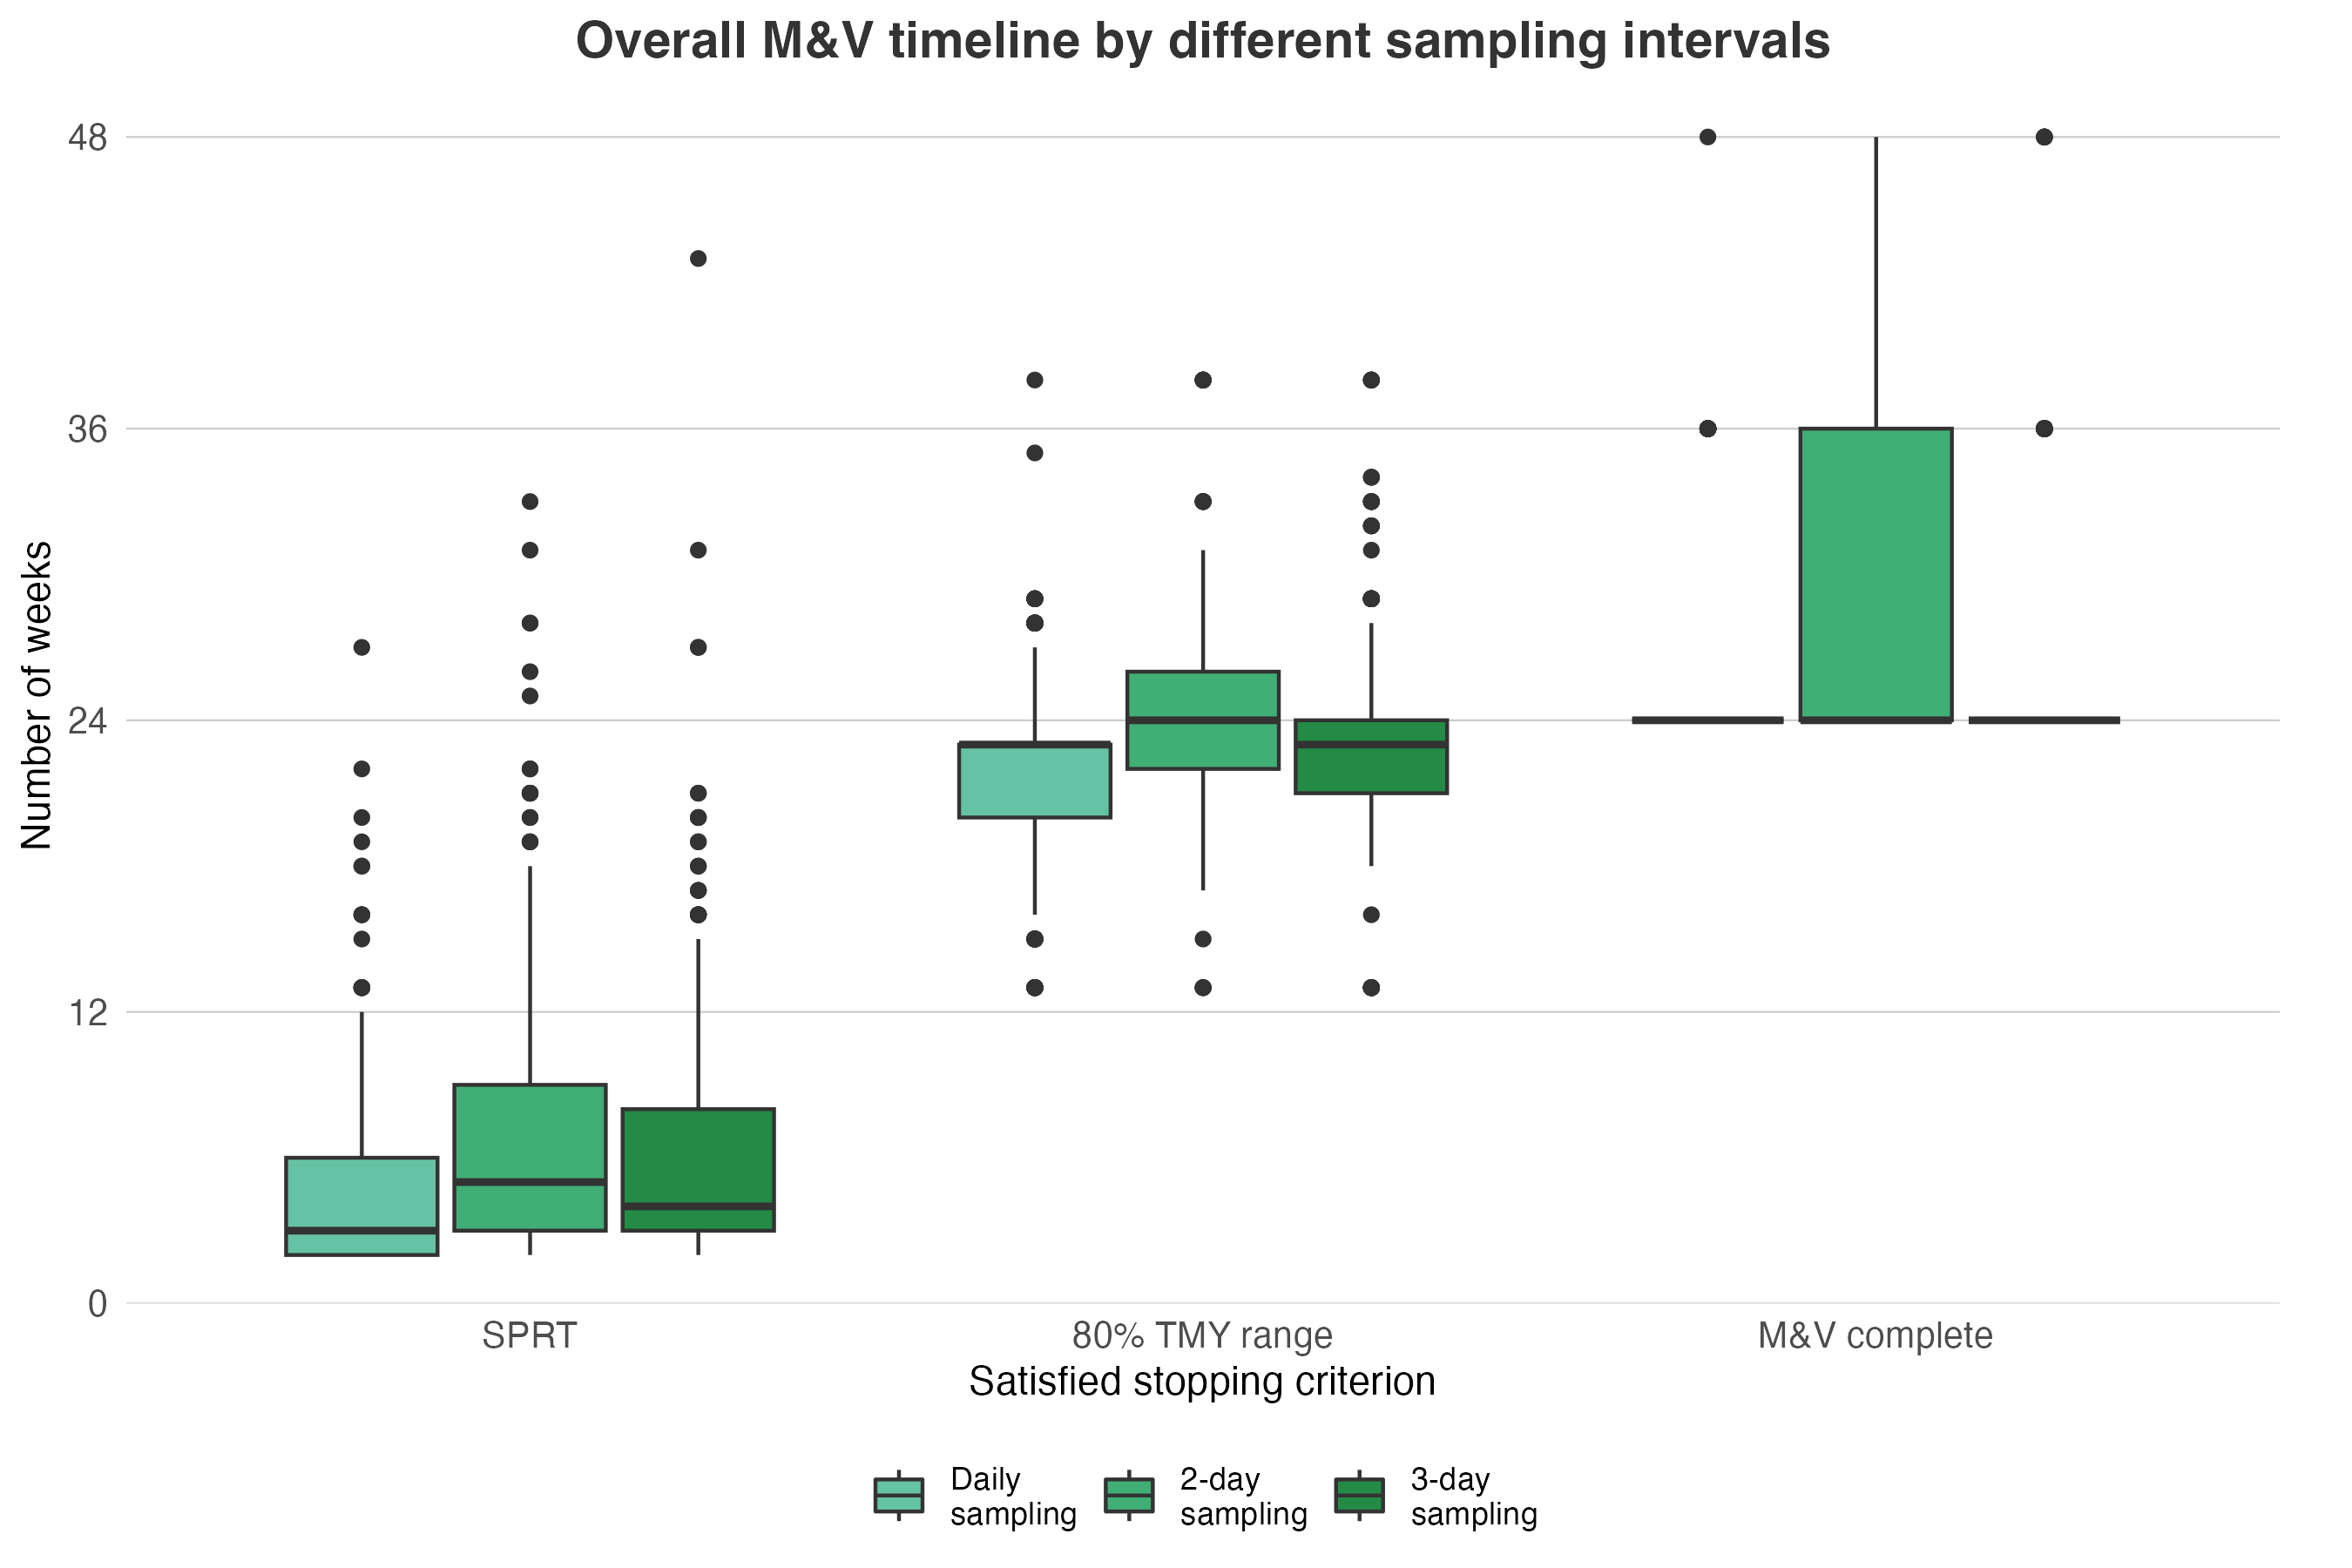 Overall M&V timeline by different sampling intervals
48
36
24
12
0
Number of weeks
SPRT
80% TMY range
M&V complete
Satisfied stopping criterion
Daily
sampling
2-day
sampling
3-day
sampling